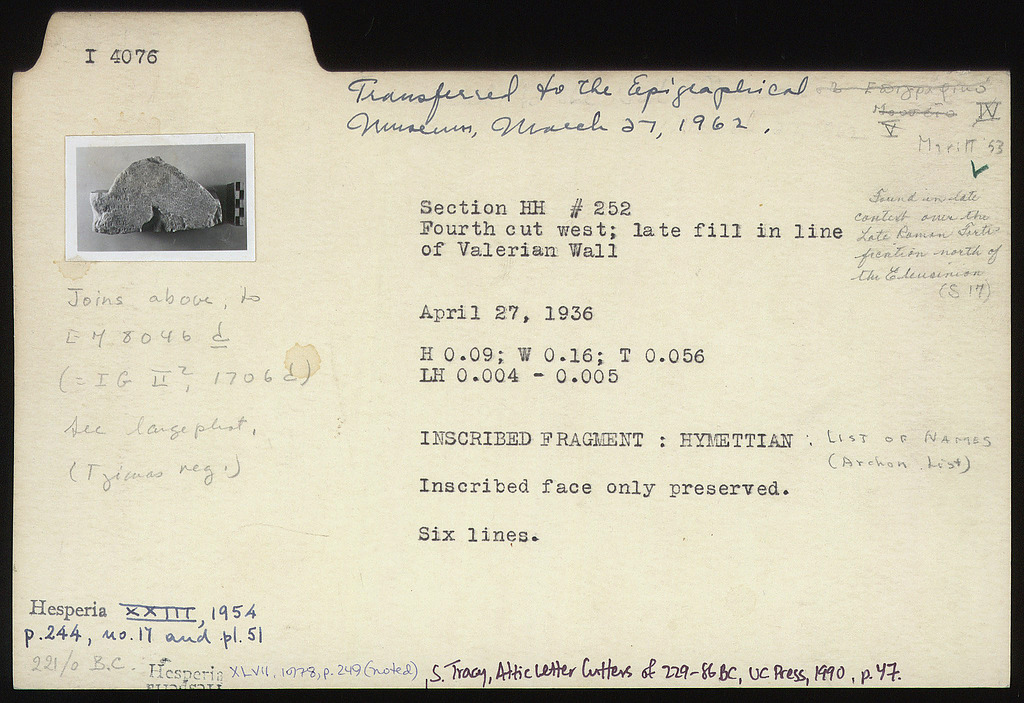 I 4076
Transferred to the Epigraphical
Museum, March 27, 1962.
IV
V
Meritt '53
Section HH # 252
Fourth cut west; late fill in line
of Valerian Wall
Found in late
context over the
Late Roman Forti-
fication north of
the Eleusinion
(S 17)
April 27, 1936
H 0.09; W 0.16; T 0.056
LH 0.004 - 0.005
Joins above, to
EM 8046 d
(= IG II², 1706 d)
See large phot.
(Tzimas neg.)
INSCRIBED FRAGMENT : HYMETTIAN : LIST OF NAMES
(Archon List)
Inscribed face only preserved.
Six lines.
Hesperia XXIII, 1954
p.244, no.17 and pl.51
221/0 B.C.
Hesperia XLVII, 1978, p.249 (noted)
S. Tracy, Attic Letter Cutters of 229-86 BC, UC Press, 1990, p. 47.